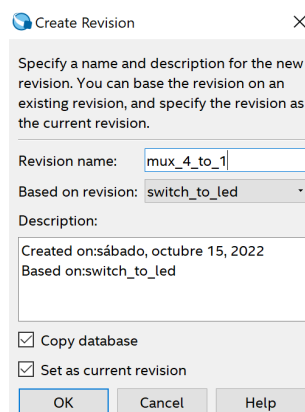 Create Revision
Specify a name and description for the new
revision. You can base the revision on an
existing revision, and specify the revision as
the current revision.
Revision name: mux_4_to_1
Based on revision: switch_to_led
Description:
Created on:sábado, octubre 15, 2022
Based on:switch_to_led
Copy database
Set as current revision
OK Cancel Help